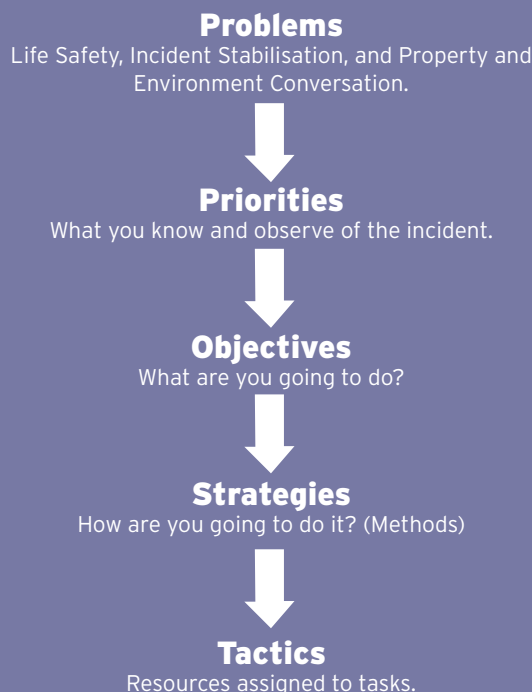 Problems
Life Safety, Incident Stabilisation, and Property and
Environment Conversation.
Priorities
What you know and observe of the incident.
Objectives
What are you going to do?
Strategies
How are you going to do it? (Methods)
Tactics
Resources assigned to tasks.